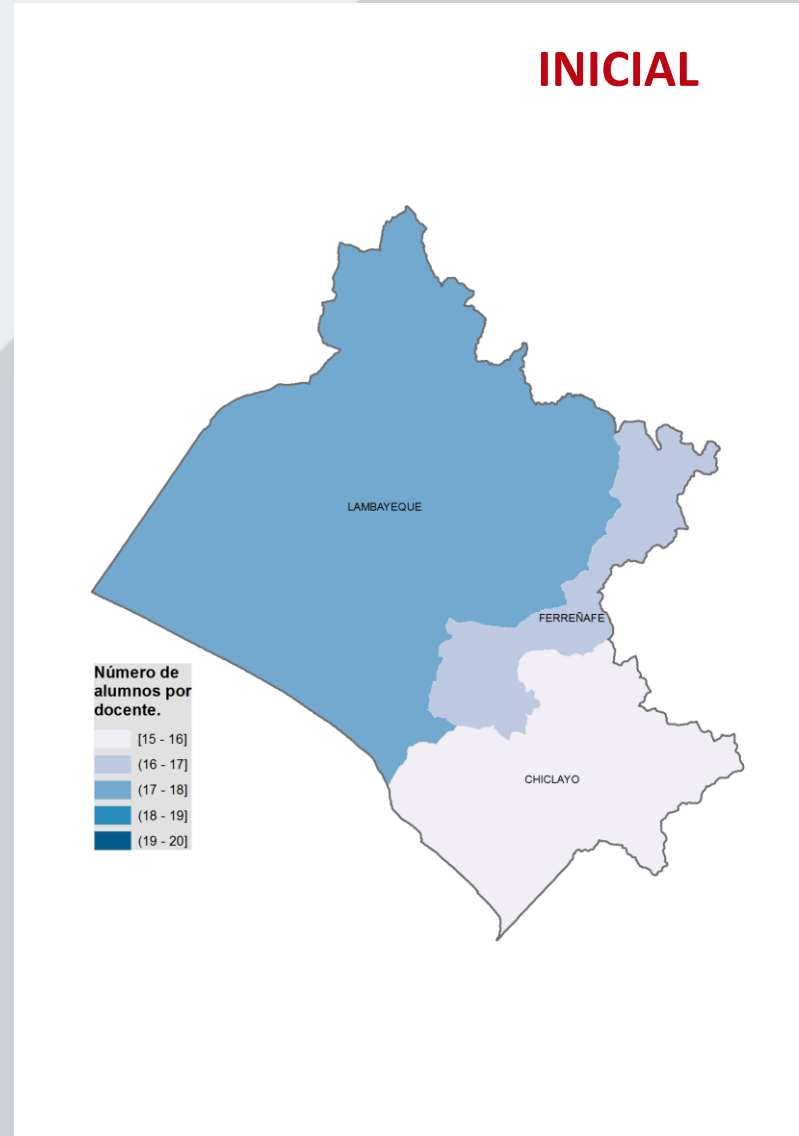 INICIAL
LAMBAYEQUE
FERREÑAFE
CHICLAYO
Número de
alumnos por
docente.
[15 - 16]
(16 - 17]
(17 - 18]
(18 - 19]
(19 - 20]